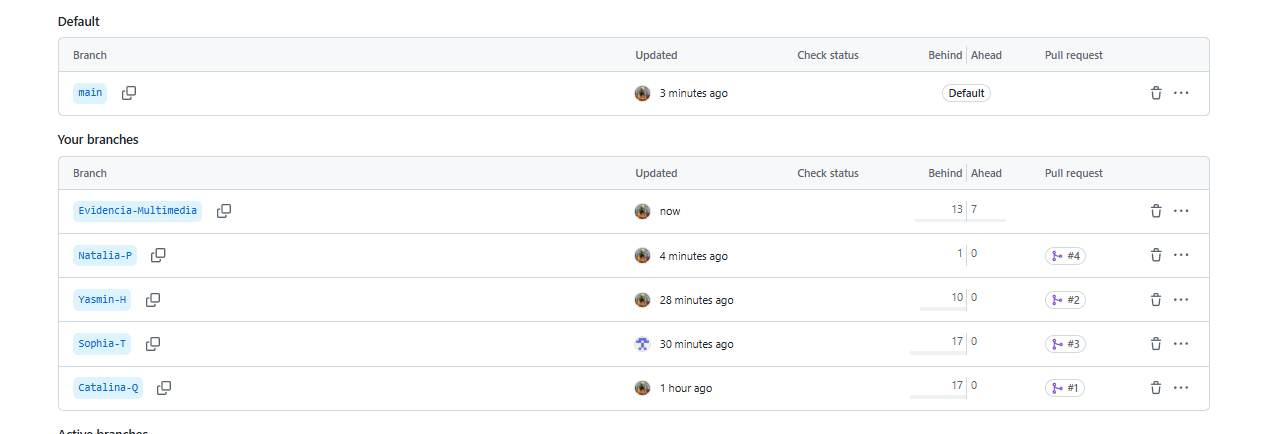 Default
Branch Updated Check status Behind Ahead Pull request
main 3 minutes ago Default
Your branches
Branch Updated Check status Behind Ahead Pull request
Evidencia-Multimedia now 13 7
Natalia-P 4 minutes ago 1 0 #4
Yasmin-H 28 minutes ago 10 0 #2
Sophia-T 30 minutes ago 17 0 #3
Catalina-Q 1 hour ago 17 0 #1
Active branches